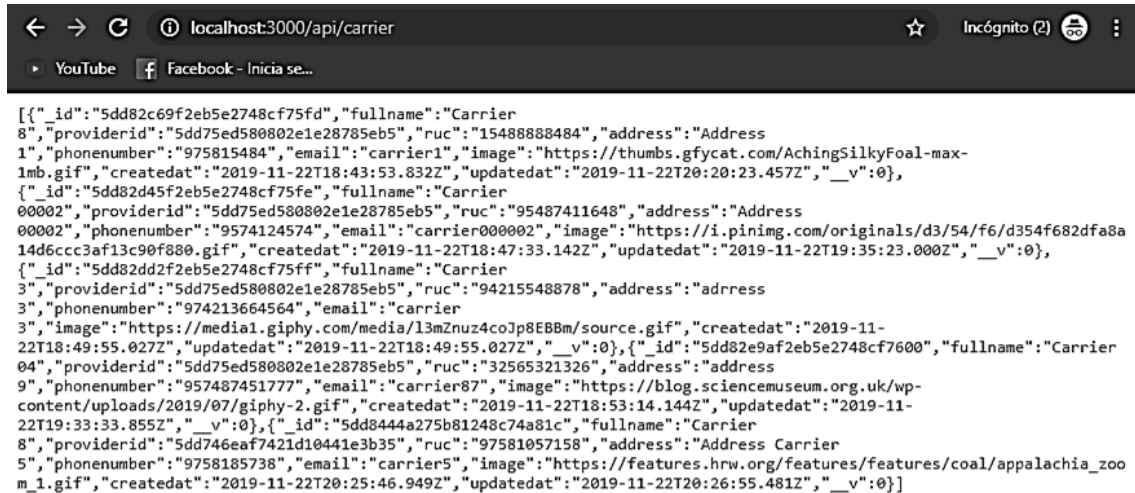 localhost:3000/api/carrier
Incógnito (2)
YouTube
Facebook - Inicia se...
[{"_id":"5dd82c69f2eb5e2748cf75fd","fullname":"Carrier
8","providerid":"5dd75ed580802e1e28785eb5","ruc":"15488888484","address":"Address
1","phonenumber":"975815484","email":"carrier1","image":"https://thumbs.gfycat.com/AchingSilkyFoal-max-
1mb.gif","createdat":"2019-11-22T18:43:53.832Z","updatedat":"2019-11-22T20:20:23.457Z","__v":0},
{"_id":"5dd82d45f2eb5e2748cf75fe","fullname":"Carrier
00002","providerid":"5dd75ed580802e1e28785eb5","ruc":"95487411648","address":"Address
00002","phonenumber":"9574124574","email":"carrier000002","image":"https://i.pinimg.com/originals/d3/54/f6/d354f682dfa8a
14d6ccc3af13c90f880.gif","createdat":"2019-11-22T18:47:33.142Z","updatedat":"2019-11-22T19:35:23.000Z","__v":0},
{"_id":"5dd82dd2f2eb5e2748cf75ff","fullname":"Carrier
3","providerid":"5dd75ed580802e1e28785eb5","ruc":"94215548878","address":"adrress
3","phonenumber":"974213664564","email":"carrier
3","image":"https://media1.giphy.com/media/l3mZnuz4coJp8EBBm/source.gif","createdat":"2019-11-
22T18:49:55.027Z","updatedat":"2019-11-22T18:49:55.027Z","__v":0},{"_id":"5dd82e9af2eb5e2748cf7600","fullname":"Carrier
04","providerid":"5dd75ed580802e1e28785eb5","ruc":"32565321326","address":"address
9","phonenumber":"957487451777","email":"carrier87","image":"https://blog.sciencemuseum.org.uk/wp-
content/uploads/2019/07/giphy-2.gif","createdat":"2019-11-22T18:53:14.144Z","updatedat":"2019-11-
22T19:33:33.855Z","__v":0},{"_id":"5dd8444a275b81248c74a81c","fullname":"Carrier
8","providerid":"5dd746eaf7421d10441e3b35","ruc":"97581057158","address":"Address Carrier
5","phonenumber":"9758185738","email":"carrier5","image":"https://features.hrw.org/features/features/coal/appalachia_zoo
m_1.gif","createdat":"2019-11-22T20:25:46.949Z","updatedat":"2019-11-22T20:26:55.481Z","__v":0}]